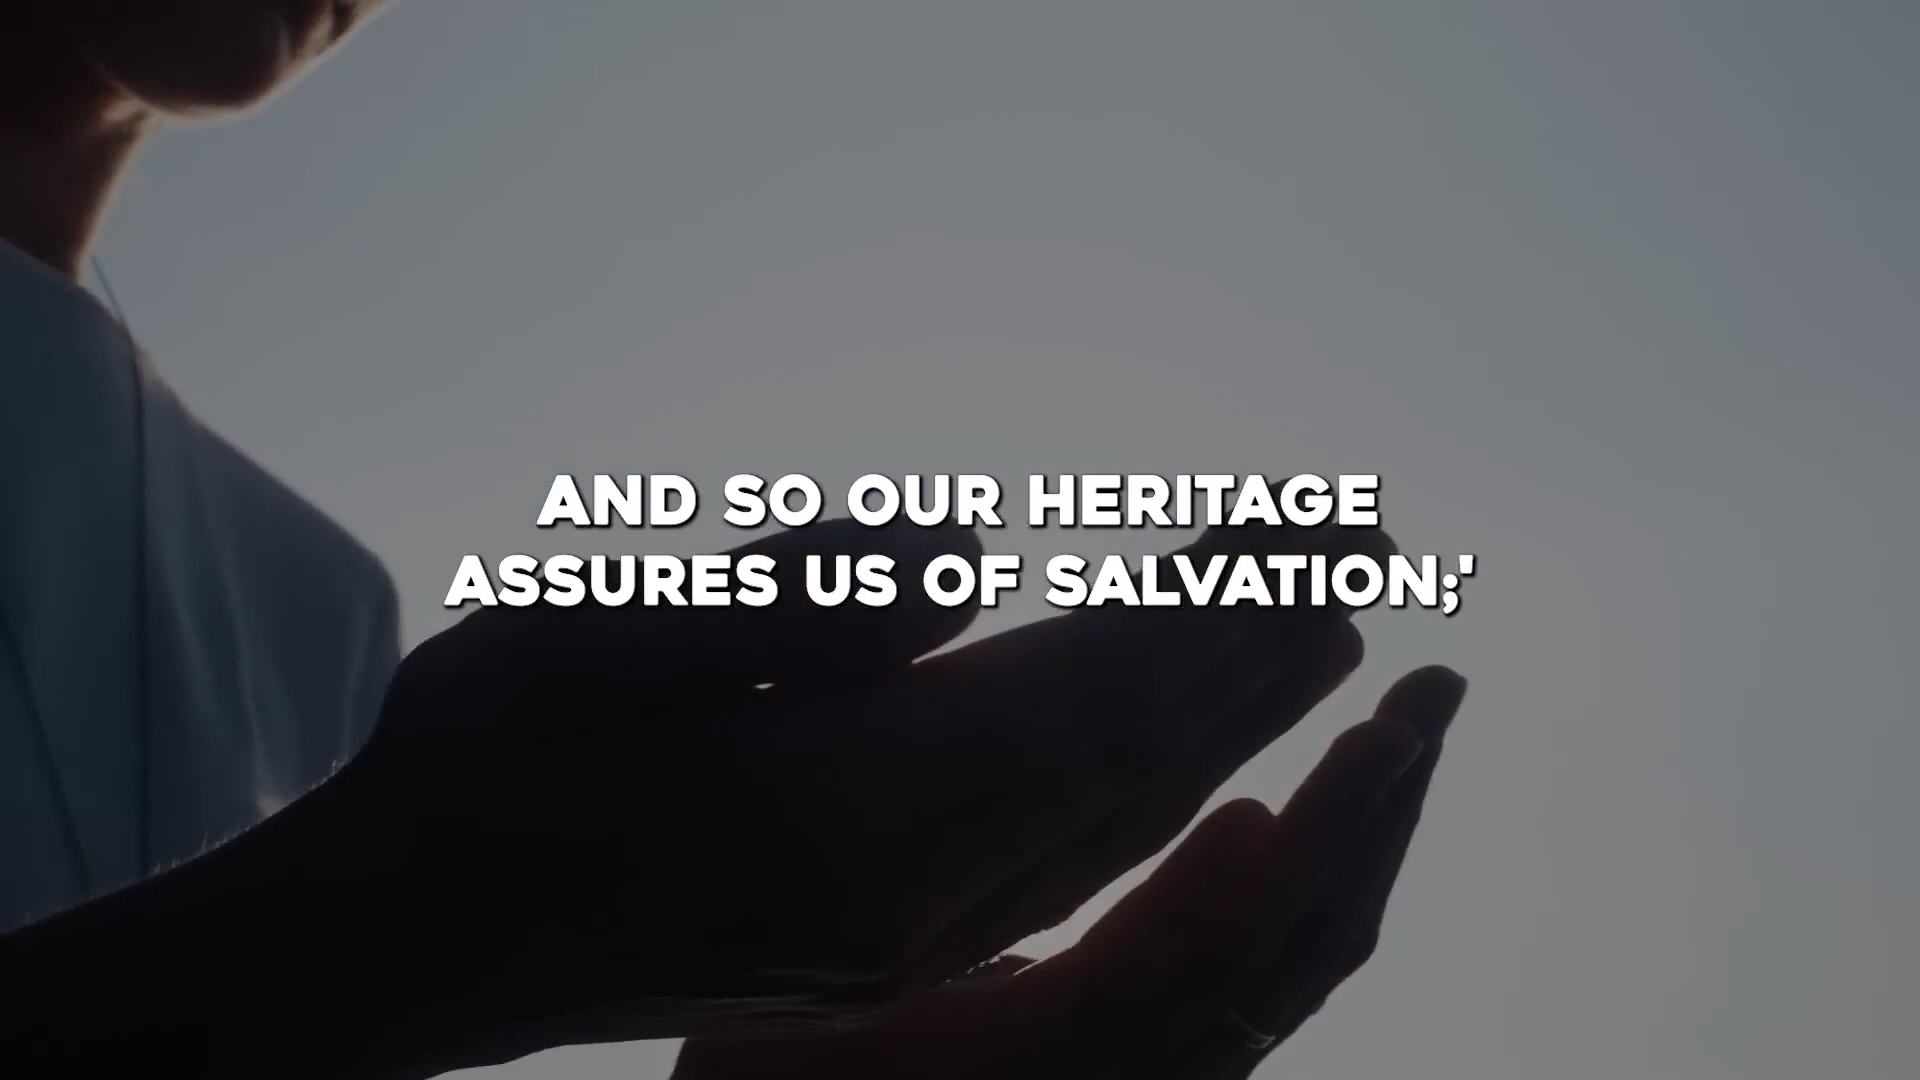 AND SO OUR HERITAGE
ASSURES US OF SALVATION;'